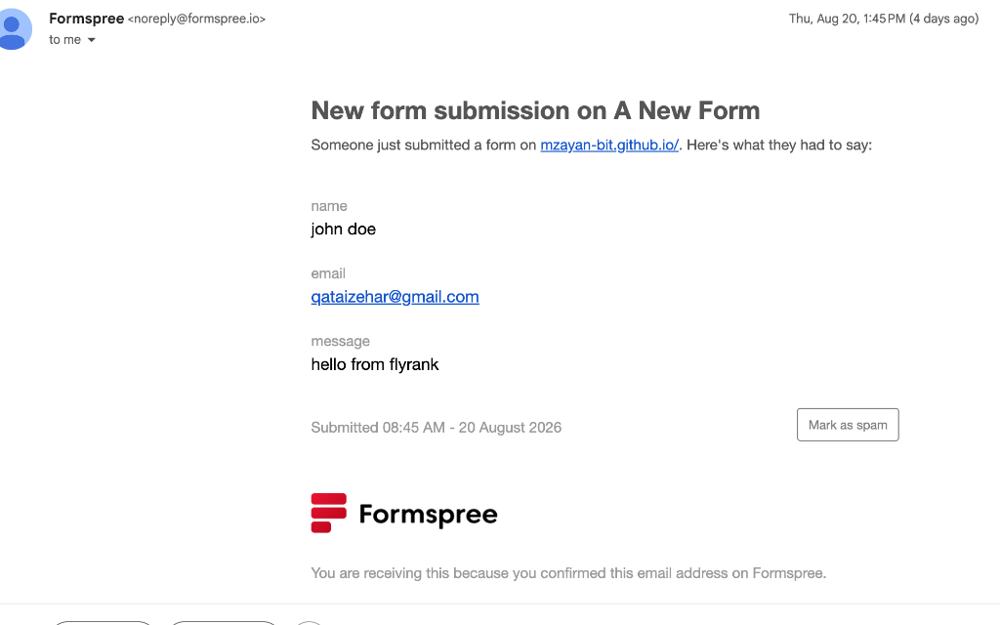 Formspree <noreply@formspree.io>
Thu, Aug 20, 1:45 PM (4 days ago)
to me
New form submission on A New Form
Someone just submitted a form on mzayan-bit.github.io/. Here's what they had to say:
name
john doe
email
qataizehar@gmail.com
message
hello from flyrank
Submitted 08:45 AM - 20 August 2026
Mark as spam
Formspree
You are receiving this because you confirmed this email address on Formspree.